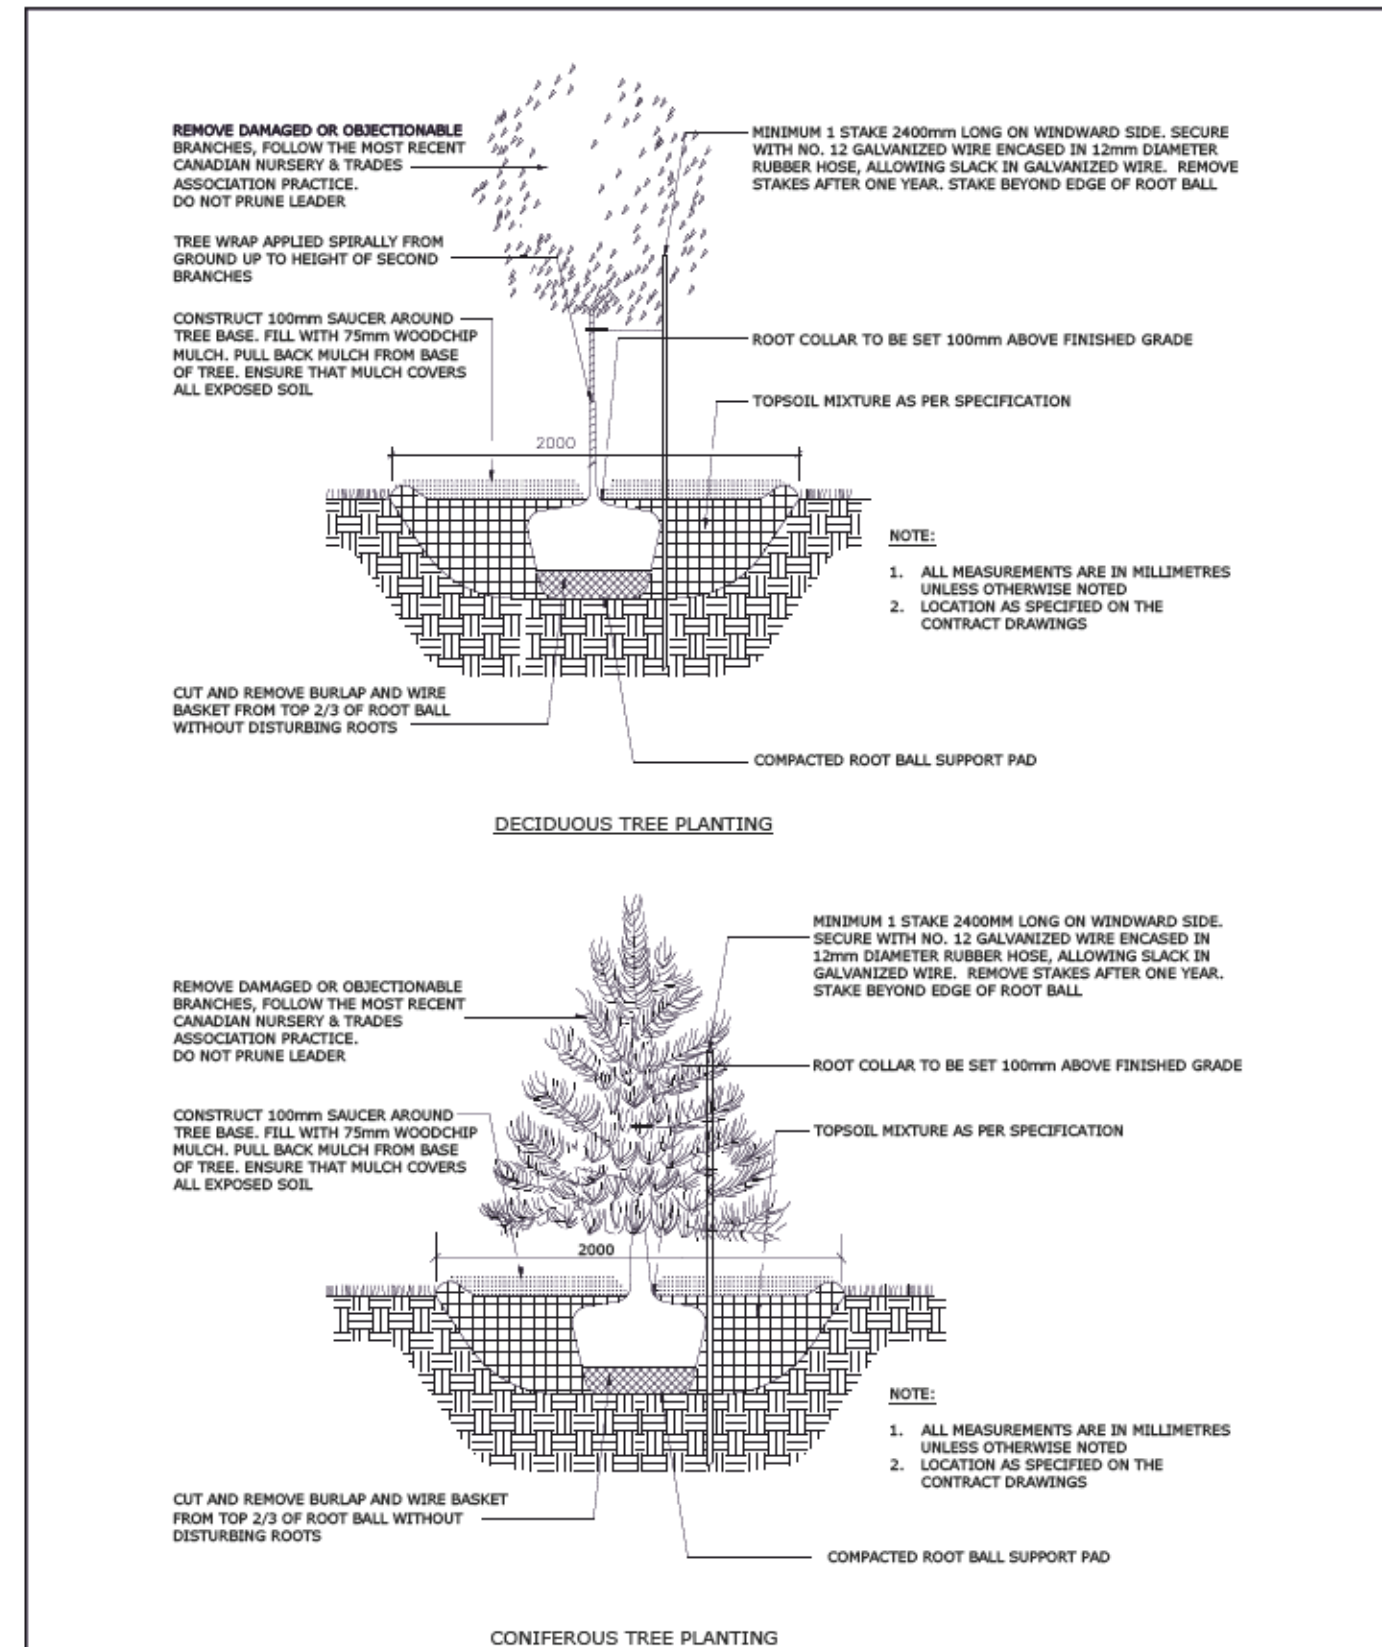 REMOVE DAMAGED OR OBJECTIONABLE
BRANCHES, FOLLOW THE MOST RECENT
CANADIAN NURSERY & TRADES
ASSOCIATION PRACTICE.
DO NOT PRUNE LEADER
MINIMUM 1 STAKE 2400mm LONG ON WINDWARD SIDE. SECURE
WITH NO. 12 GALVANIZED WIRE ENCASED IN 12mm DIAMETER
RUBBER HOSE, ALLOWING SLACK IN GALVANIZED WIRE. REMOVE
STAKES AFTER ONE YEAR. STAKE BEYOND EDGE OF ROOT BALL
TREE WRAP APPLIED SPIRALLY FROM
GROUND UP TO HEIGHT OF SECOND
BRANCHES
CONSTRUCT 100mm SAUCER AROUND
TREE BASE. FILL WITH 75mm WOODCHIP
MULCH. PULL BACK MULCH FROM BASE
OF TREE. ENSURE THAT MULCH COVERS
ALL EXPOSED SOIL
ROOT COLLAR TO BE SET 100mm ABOVE FINISHED GRADE
TOPSOIL MIXTURE AS PER SPECIFICATION
2000
NOTE:
1. ALL MEASUREMENTS ARE IN MILLIMETRES
UNLESS OTHERWISE NOTED
2. LOCATION AS SPECIFIED ON THE
CONTRACT DRAWINGS
CUT AND REMOVE BURLAP AND WIRE
BASKET FROM TOP 2/3 OF ROOT BALL
WITHOUT DISTURBING ROOTS
COMPACTED ROOT BALL SUPPORT PAD
DECIDUOUS TREE PLANTING
MINIMUM 1 STAKE 2400MM LONG ON WINDWARD SIDE.
SECURE WITH NO. 12 GALVANIZED WIRE ENCASED IN
12mm DIAMETER RUBBER HOSE, ALLOWING SLACK IN
GALVANIZED WIRE. REMOVE STAKES AFTER ONE YEAR.
STAKE BEYOND EDGE OF ROOT BALL
REMOVE DAMAGED OR OBJECTIONABLE
BRANCHES, FOLLOW THE MOST RECENT
CANADIAN NURSERY & TRADES
ASSOCIATION PRACTICE.
DO NOT PRUNE LEADER
ROOT COLLAR TO BE SET 100mm ABOVE FINISHED GRADE
CONSTRUCT 100mm SAUCER AROUND
TREE BASE. FILL WITH 75mm WOODCHIP
MULCH. PULL BACK MULCH FROM BASE
OF TREE. ENSURE THAT MULCH COVERS
ALL EXPOSED SOIL
TOPSOIL MIXTURE AS PER SPECIFICATION
2000
NOTE:
1. ALL MEASUREMENTS ARE IN MILLIMETRES
UNLESS OTHERWISE NOTED
2. LOCATION AS SPECIFIED ON THE
CONTRACT DRAWINGS
CUT AND REMOVE BURLAP AND WIRE BASKET
FROM TOP 2/3 OF ROOT BALL WITHOUT
DISTURBING ROOTS
COMPACTED ROOT BALL SUPPORT PAD
CONIFEROUS TREE PLANTING